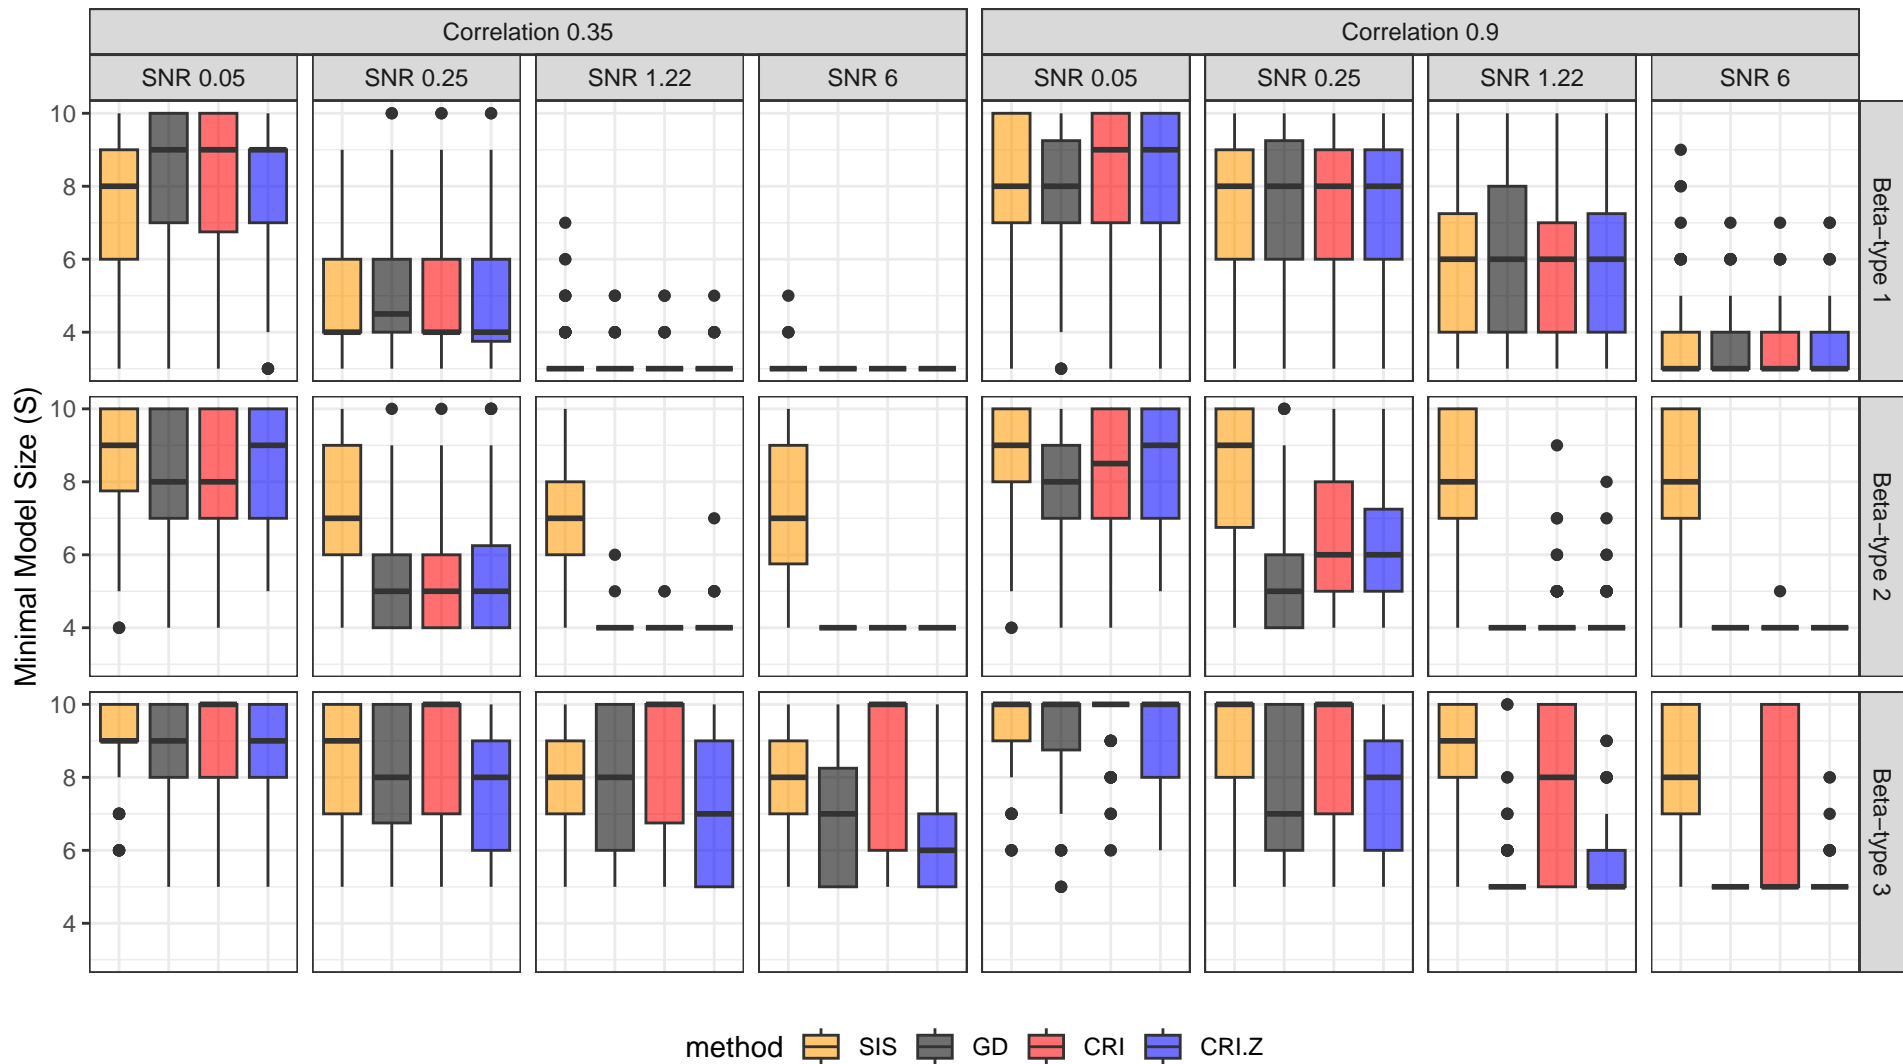 Correlation 0.35 Correlation 0.9
SNR 0.05 SNR 0.25 SNR 1.22 SNR 6 SNR 0.05 SNR 0.25 SNR 1.22 SNR 6
Minimal Model Size (S)
10
8
6
4
Beta−type 1
10
8
6
4
Beta−type 2
10
8
6
4
Beta−type 3
method SIS GD CRI CRI.Z